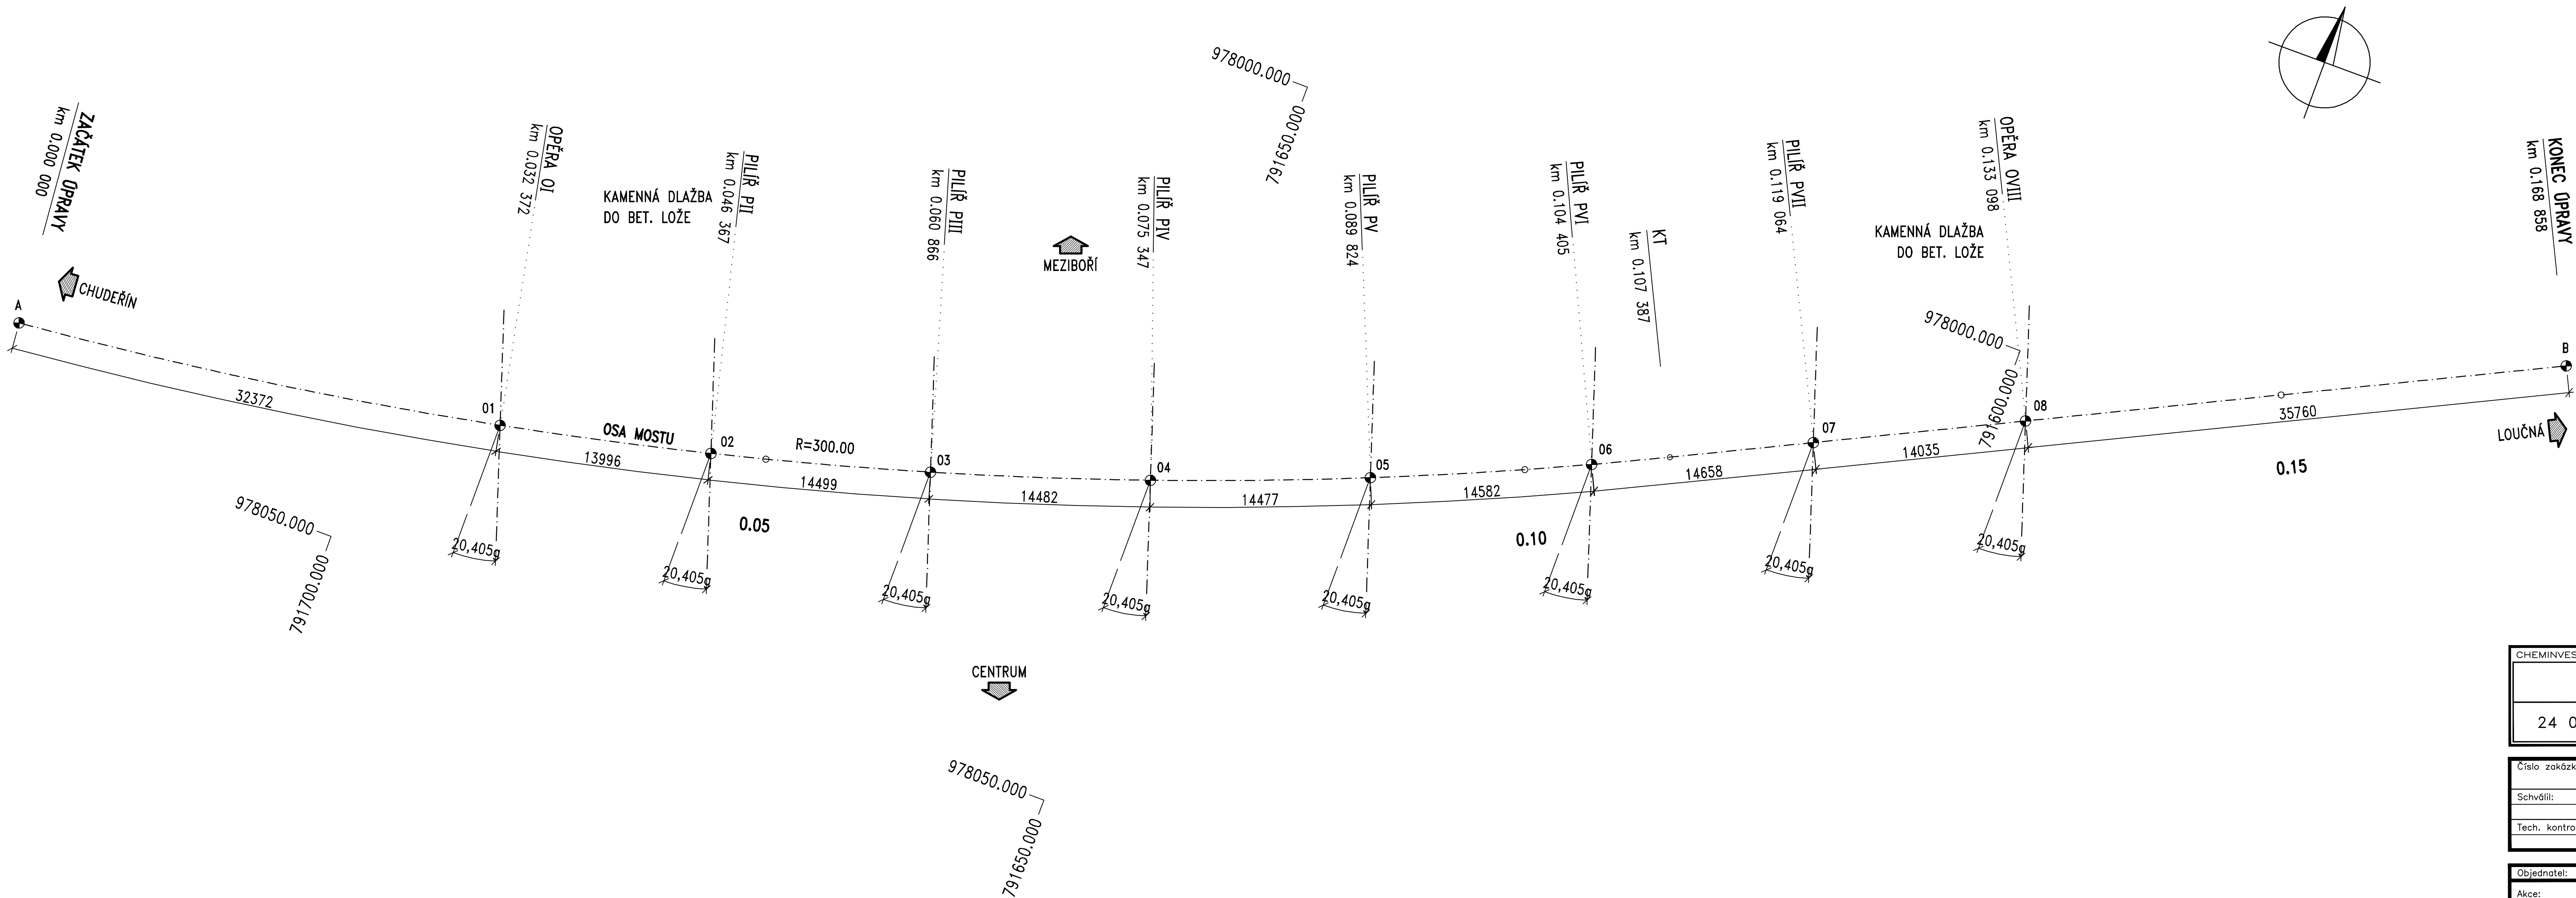 978000.000
791650.000
ZAČÁTEK ÚPRAVY
km 0.000 000
OPĚRA OI
km 0.032 372
KAMENNÁ DLAŽBA
DO BET. LOŽE
PILÍŘ PII
km 0.046 367
PILÍŘ PIII
km 0.060 866
MEZIBOŘÍ
PILÍŘ PIV
km 0.075 347
PILÍŘ PV
km 0.089 824
PILÍŘ PVI
km 0.104 405
KT
km 0.107 387
PILÍŘ PVII
km 0.119 064
KAMENNÁ DLAŽBA
DO BET. LOŽE
OPĚRA OVIII
km 0.133 098
KONEC ÚPRAVY
km 0.168 858
CHUDEŘÍN
A
978000.000
791600.000
B
32372
01
OSA MOSTU
02
R=300.00
03
04
05
06
07
08
13996
14499
14482
14477
14582
14658
14035
35760
LOUČNÁ
0.05
0.10
0.15
978050.000
791700.000
20,405g
20,405g
20,405g
20,405g
20,405g
20,405g
20,405g
20,405g
CENTRUM
978050.000
791650.000
CHEMINVES
24 0
Číslo zakázk
Schválil:
Tech. kontro
Objednatel:
Akce: